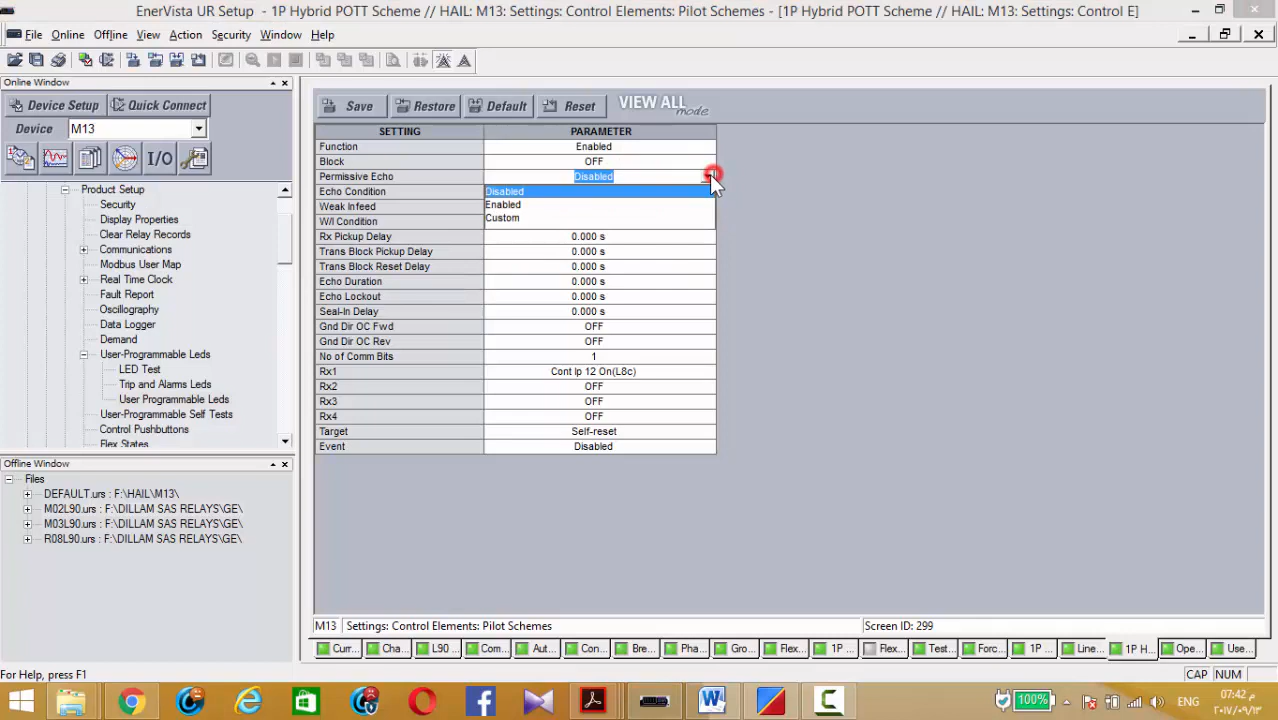 EnerVista UR Setup - 1P Hybrid POTT Scheme // HAIL: M13: Settings: Control Elements: Pilot Schemes - [1P Hybrid POTT Scheme // HAIL: M13: Settings: Control E]
File Online Offline View Action Security Window Help
Online Window
Device Setup Quick Connect
Device M13
I/O
Product Setup
Security
Display Properties
Clear Relay Records
Communications
Modbus User Map
Real Time Clock
Fault Report
Oscillography
Data Logger
Demand
User-Programmable Leds
LED Test
Trip and Alarms Leds
User Programmable Leds
User-Programmable Self Tests
Control Pushbuttons
Flex States
Offline Window
Files
DEFAULT.urs : F:\HAIL\M13\
M02L90.urs : F:\DILLAM SAS RELAYS\GE\
M03L90.urs : F:\DILLAM SAS RELAYS\GE\
R08L90.urs : F:\DILLAM SAS RELAYS\GE\
Save Restore Default Reset VIEW ALL mode
SETTING PARAMETER
Function Enabled
Block OFF
Permissive Echo Disabled
Echo Condition Disabled
Enabled
Weak Infeed
Custom
W/I Condition
Rx Pickup Delay 0.000 s
Trans Block Pickup Delay 0.000 s
Trans Block Reset Delay 0.000 s
Echo Duration 0.000 s
Echo Lockout 0.000 s
Seal-In Delay 0.000 s
Gnd Dir OC Fwd OFF
Gnd Dir OC Rev OFF
No of Comm Bits 1
Rx1 Cont Ip 12 On(L8c)
Rx2 OFF
Rx3 OFF
Rx4 OFF
Target Self-reset
Event Disabled
M13 Settings: Control Elements: Pilot Schemes Screen ID: 299
Curr... Cha... L90 ... Com... Aut... Con... Bre... Pha... Gro... Flex... 1P ... Flex... Test... Forc... 1P ... Line... 1P H... Ope... Use...
For Help, press F1 CAP NUM
100% ENG م 07:42
٢٠١٧/٠٩/١٣